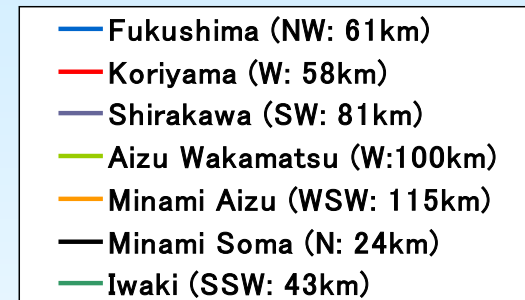 Fukushima (NW: 61km)
Koriyama (W: 58km)
Shirakawa (SW: 81km)
Aizu Wakamatsu (W:100km)
Minami Aizu (WSW: 115km)
Minami Soma (N: 24km)
Iwaki (SSW: 43km)